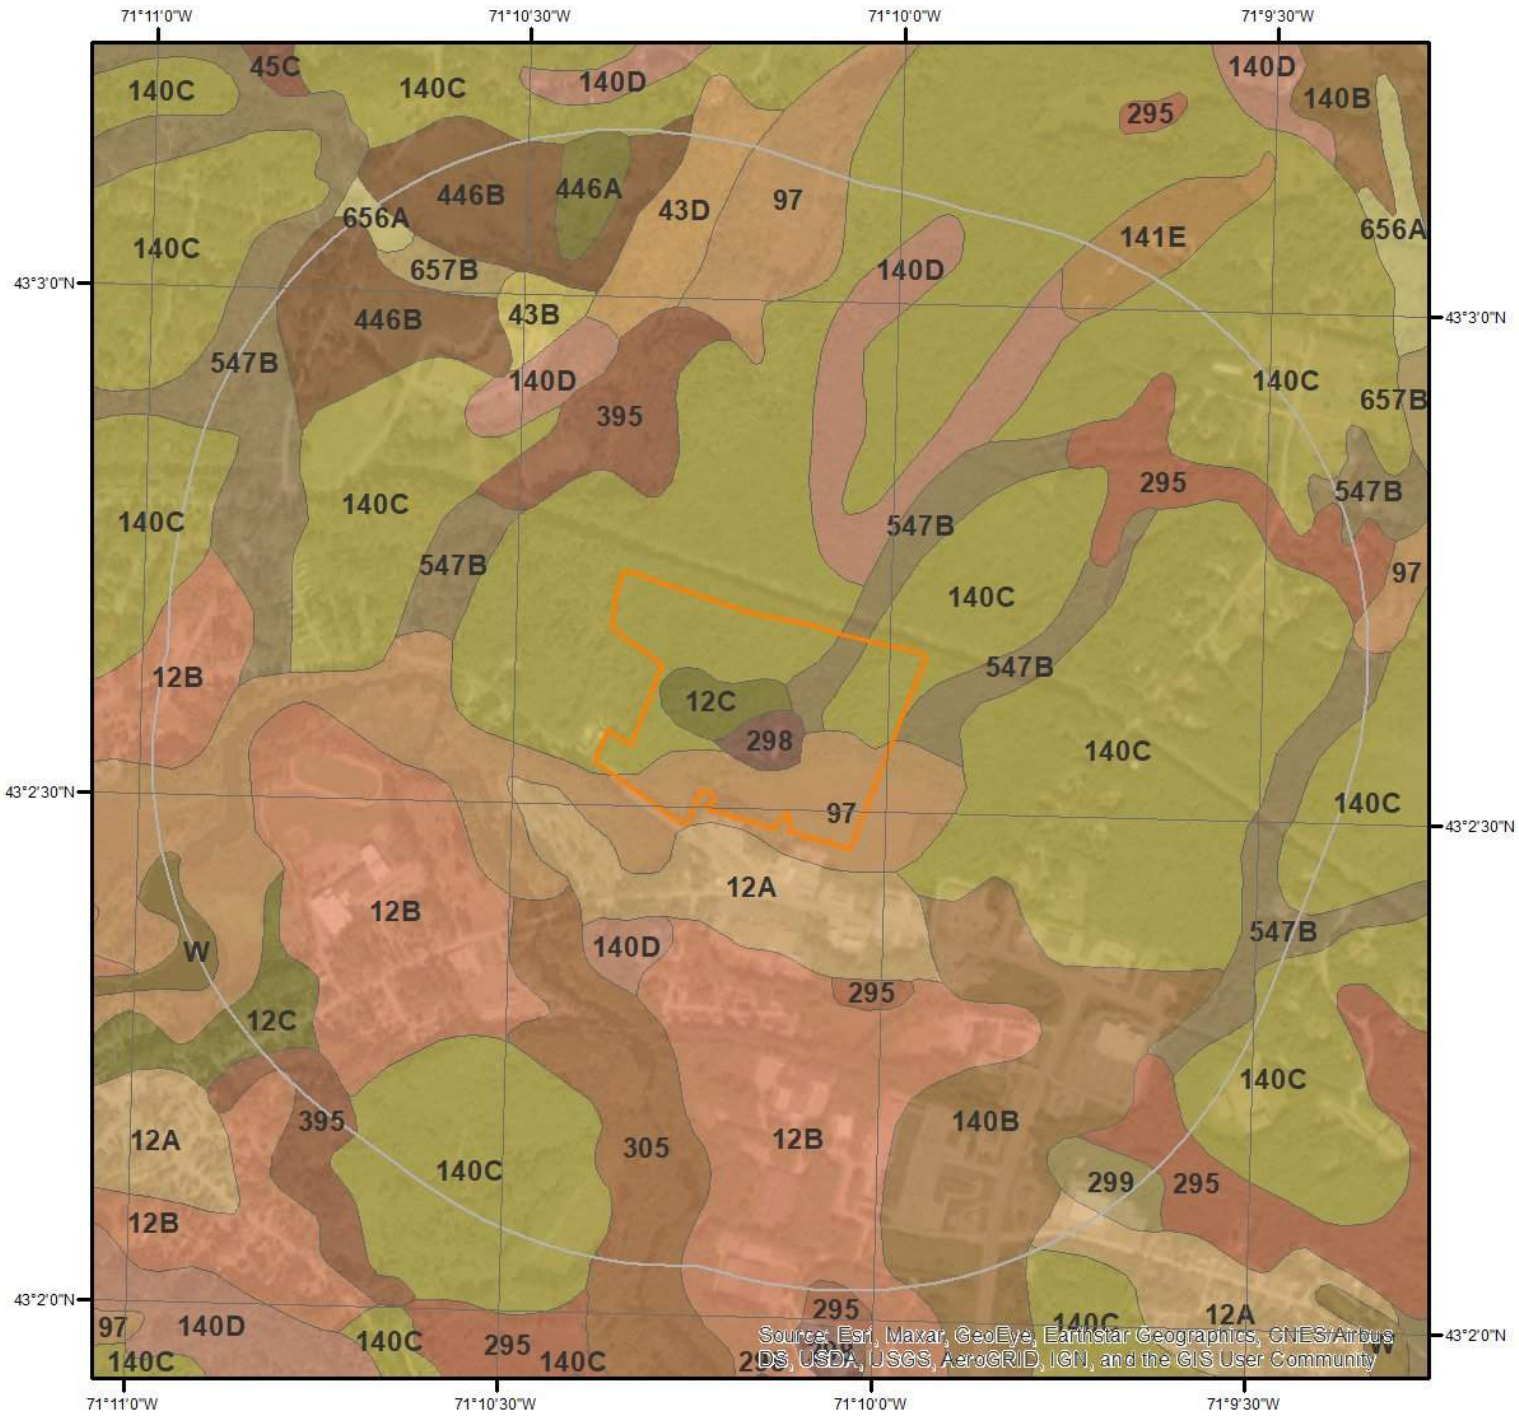 71°11'0"W
71°10'30"W
71°10'0"W
71°9'30"W
45C
140C
140C
140D
140D
140B
295
446B
446A
43D
97
656A
656A
140C
141E
140D
657B
43°3'0"N
43B
446B
43°3'0"N
547B
140D
140C
657B
395
140C
295
547B
140C
547B
547B
97
140C
12B
547B
12C
298
140C
43°2'30"N
97
140C
43°2'30"N
12A
12B
547B
W
140D
295
12C
140C
395
140B
12A
12B
305
140C
299
295
12B
43°2'0"N
295
12A
140C
97
140D
140C
295
W
43°2'0"N
140C
140C
Source: Esri, Maxar, GeoEye, Earthstar Geographics, CNES/Airbus
DS, USDA, USGS, AeroGRID, IGN, and the GIS User Community
71°11'0"W
71°10'30"W
71°10'0"W
71°9'30"W